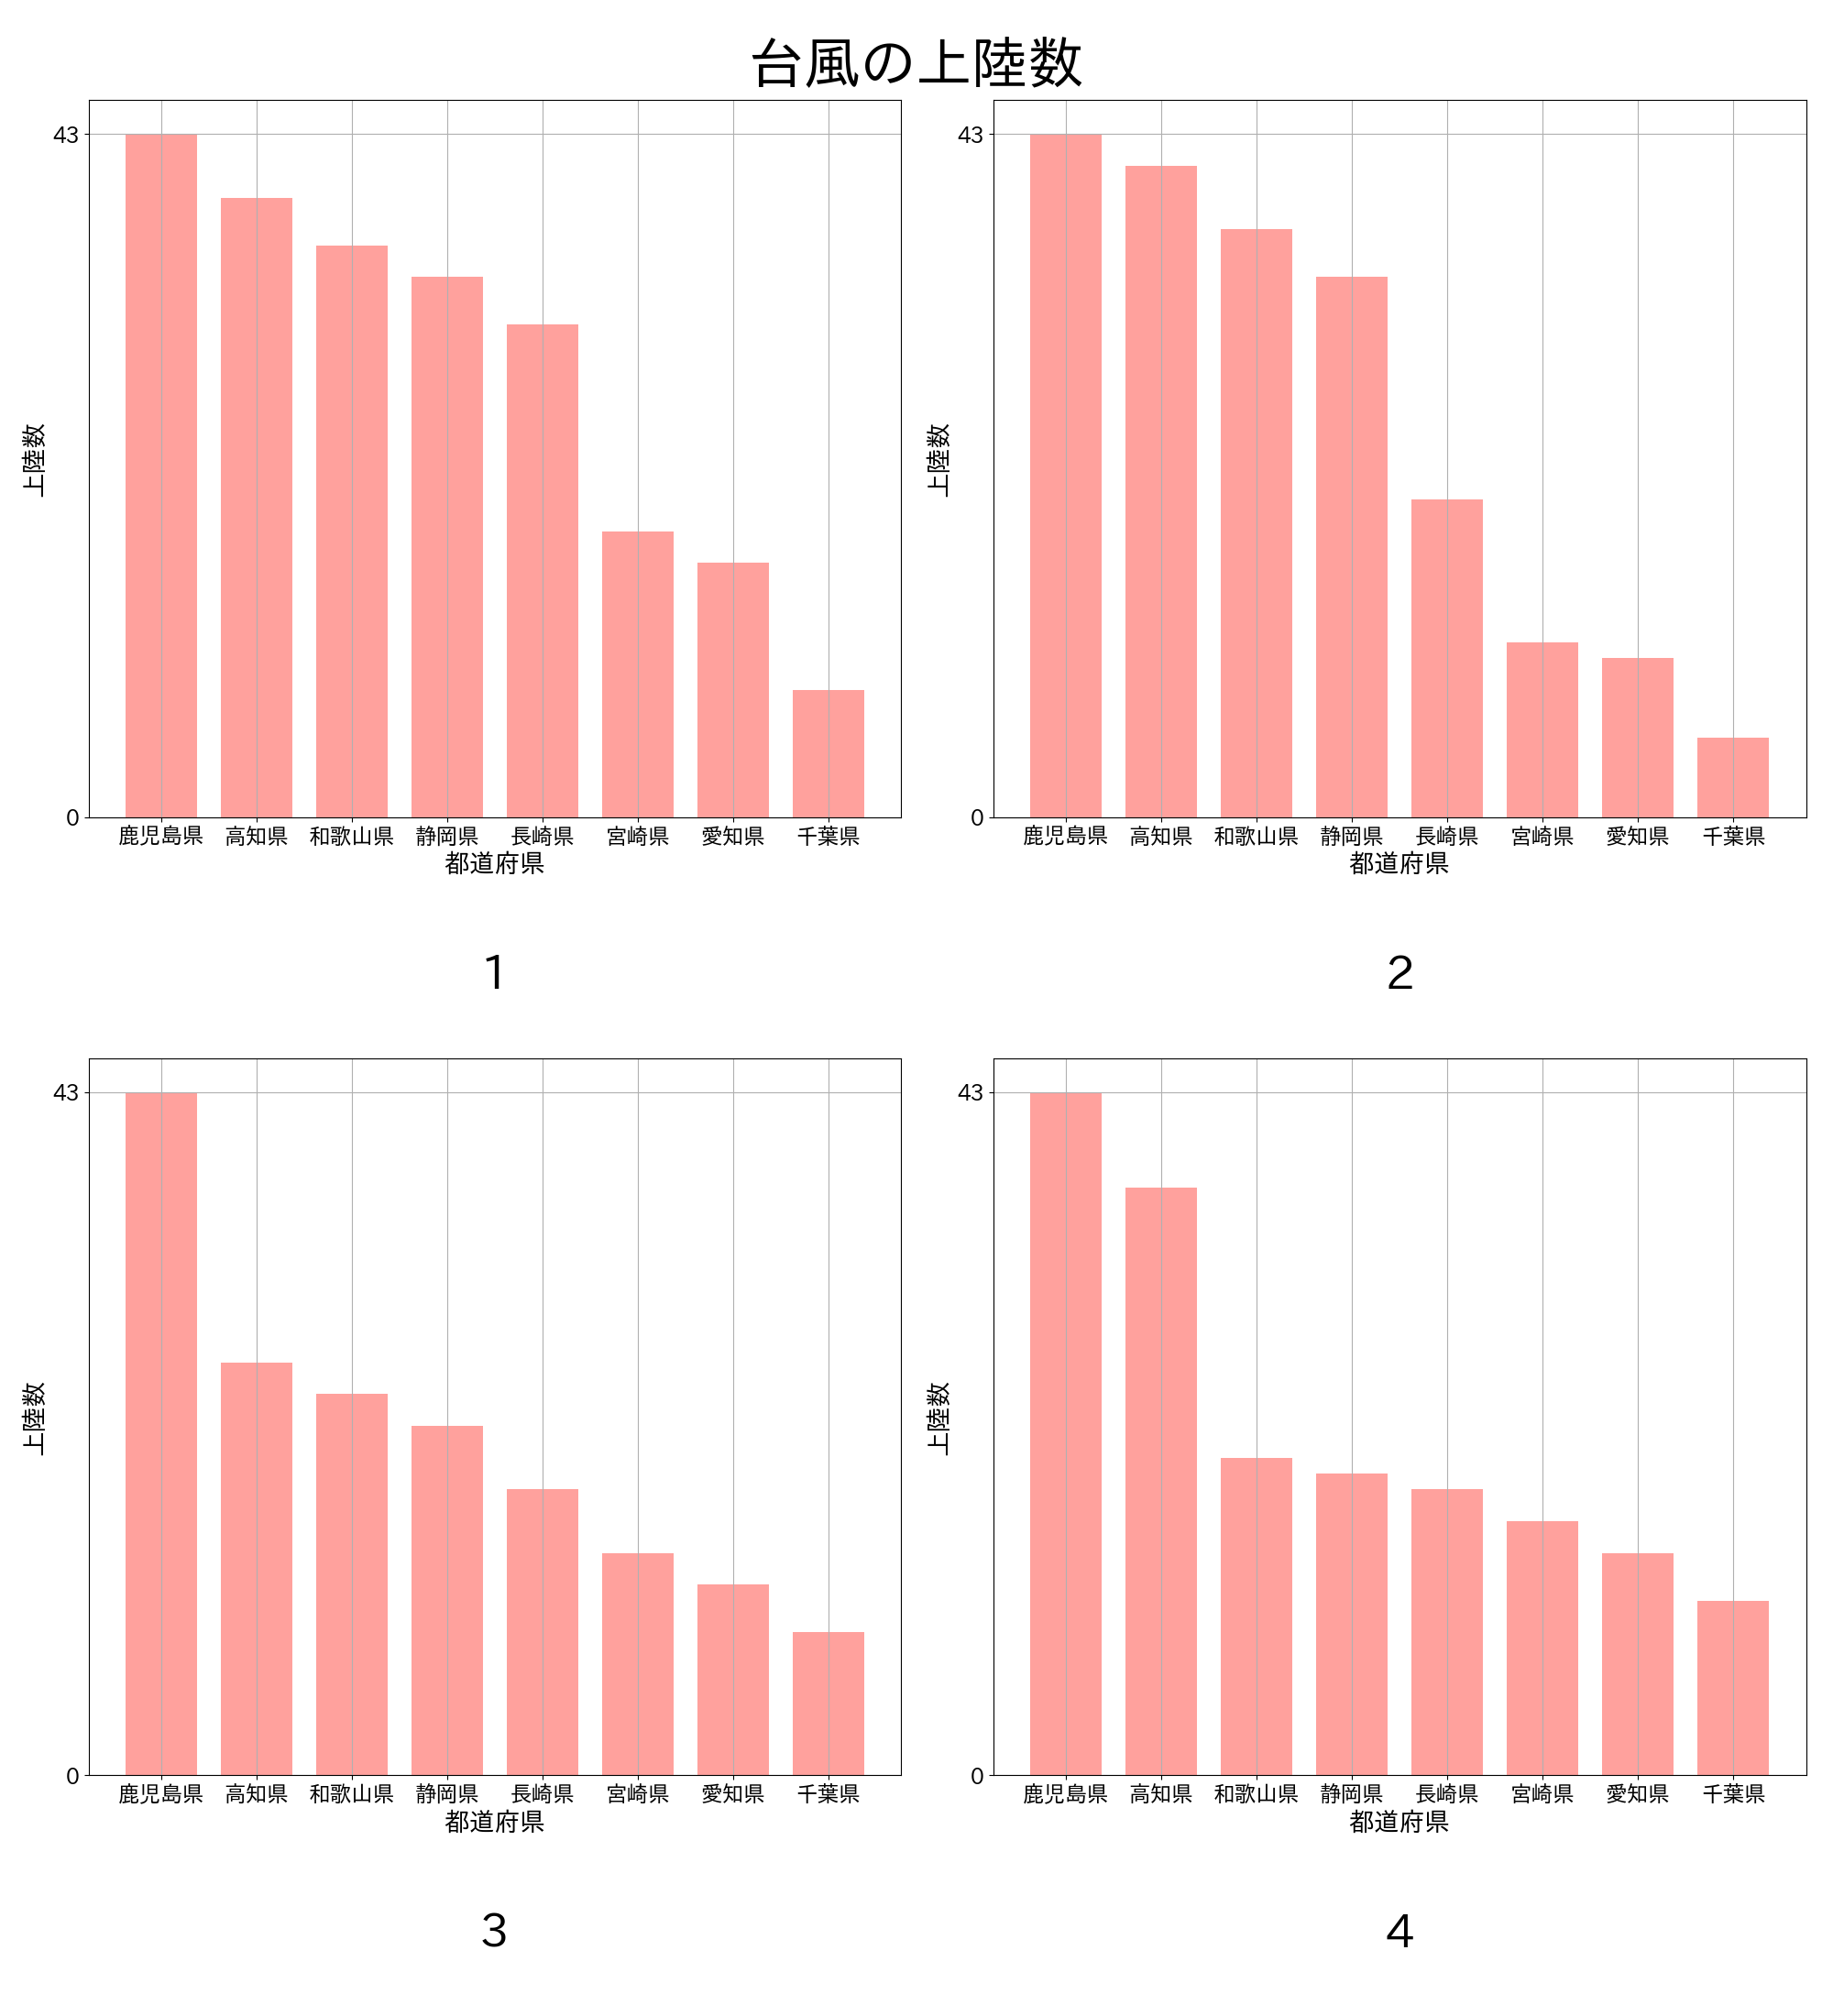 台風の上陸数
43
上陸数
0
鹿児島県 高知県 和歌山県 静岡県 長崎県 宮崎県 愛知県 千葉県
都道府県
1
43
上陸数
0
鹿児島県 高知県 和歌山県 静岡県 長崎県 宮崎県 愛知県 千葉県
都道府県
2
43
上陸数
0
鹿児島県 高知県 和歌山県 静岡県 長崎県 宮崎県 愛知県 千葉県
都道府県
3
43
上陸数
0
鹿児島県 高知県 和歌山県 静岡県 長崎県 宮崎県 愛知県 千葉県
都道府県
4